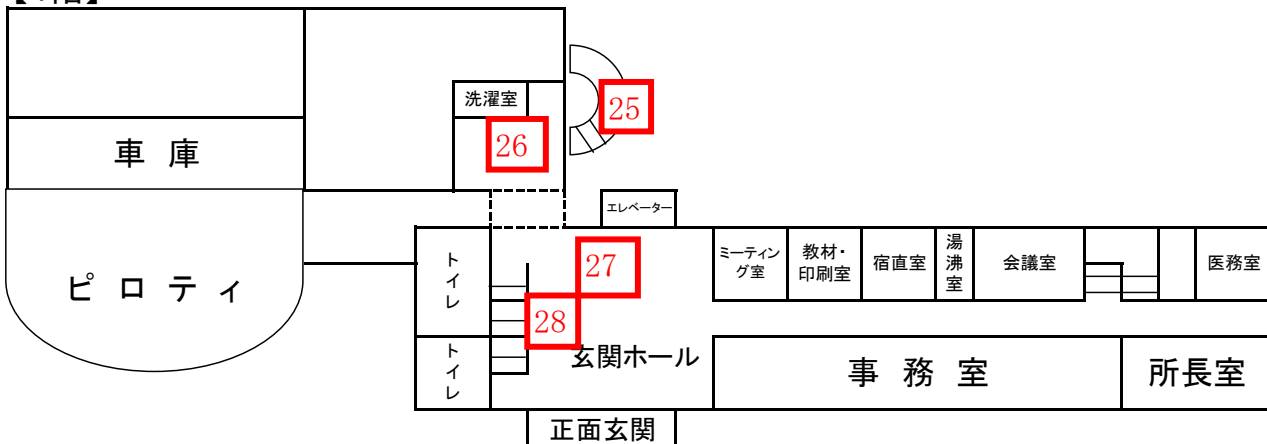 洗濯室
25
26
車 庫
エレベーター
ピ ロ テ ィ
トイレ
27
ミーティン
グ室
教材・
印刷室
宿直室
湯沸室
会議室
医務室
28
トイレ
玄関ホール
事 務 室
所長室
正面玄関